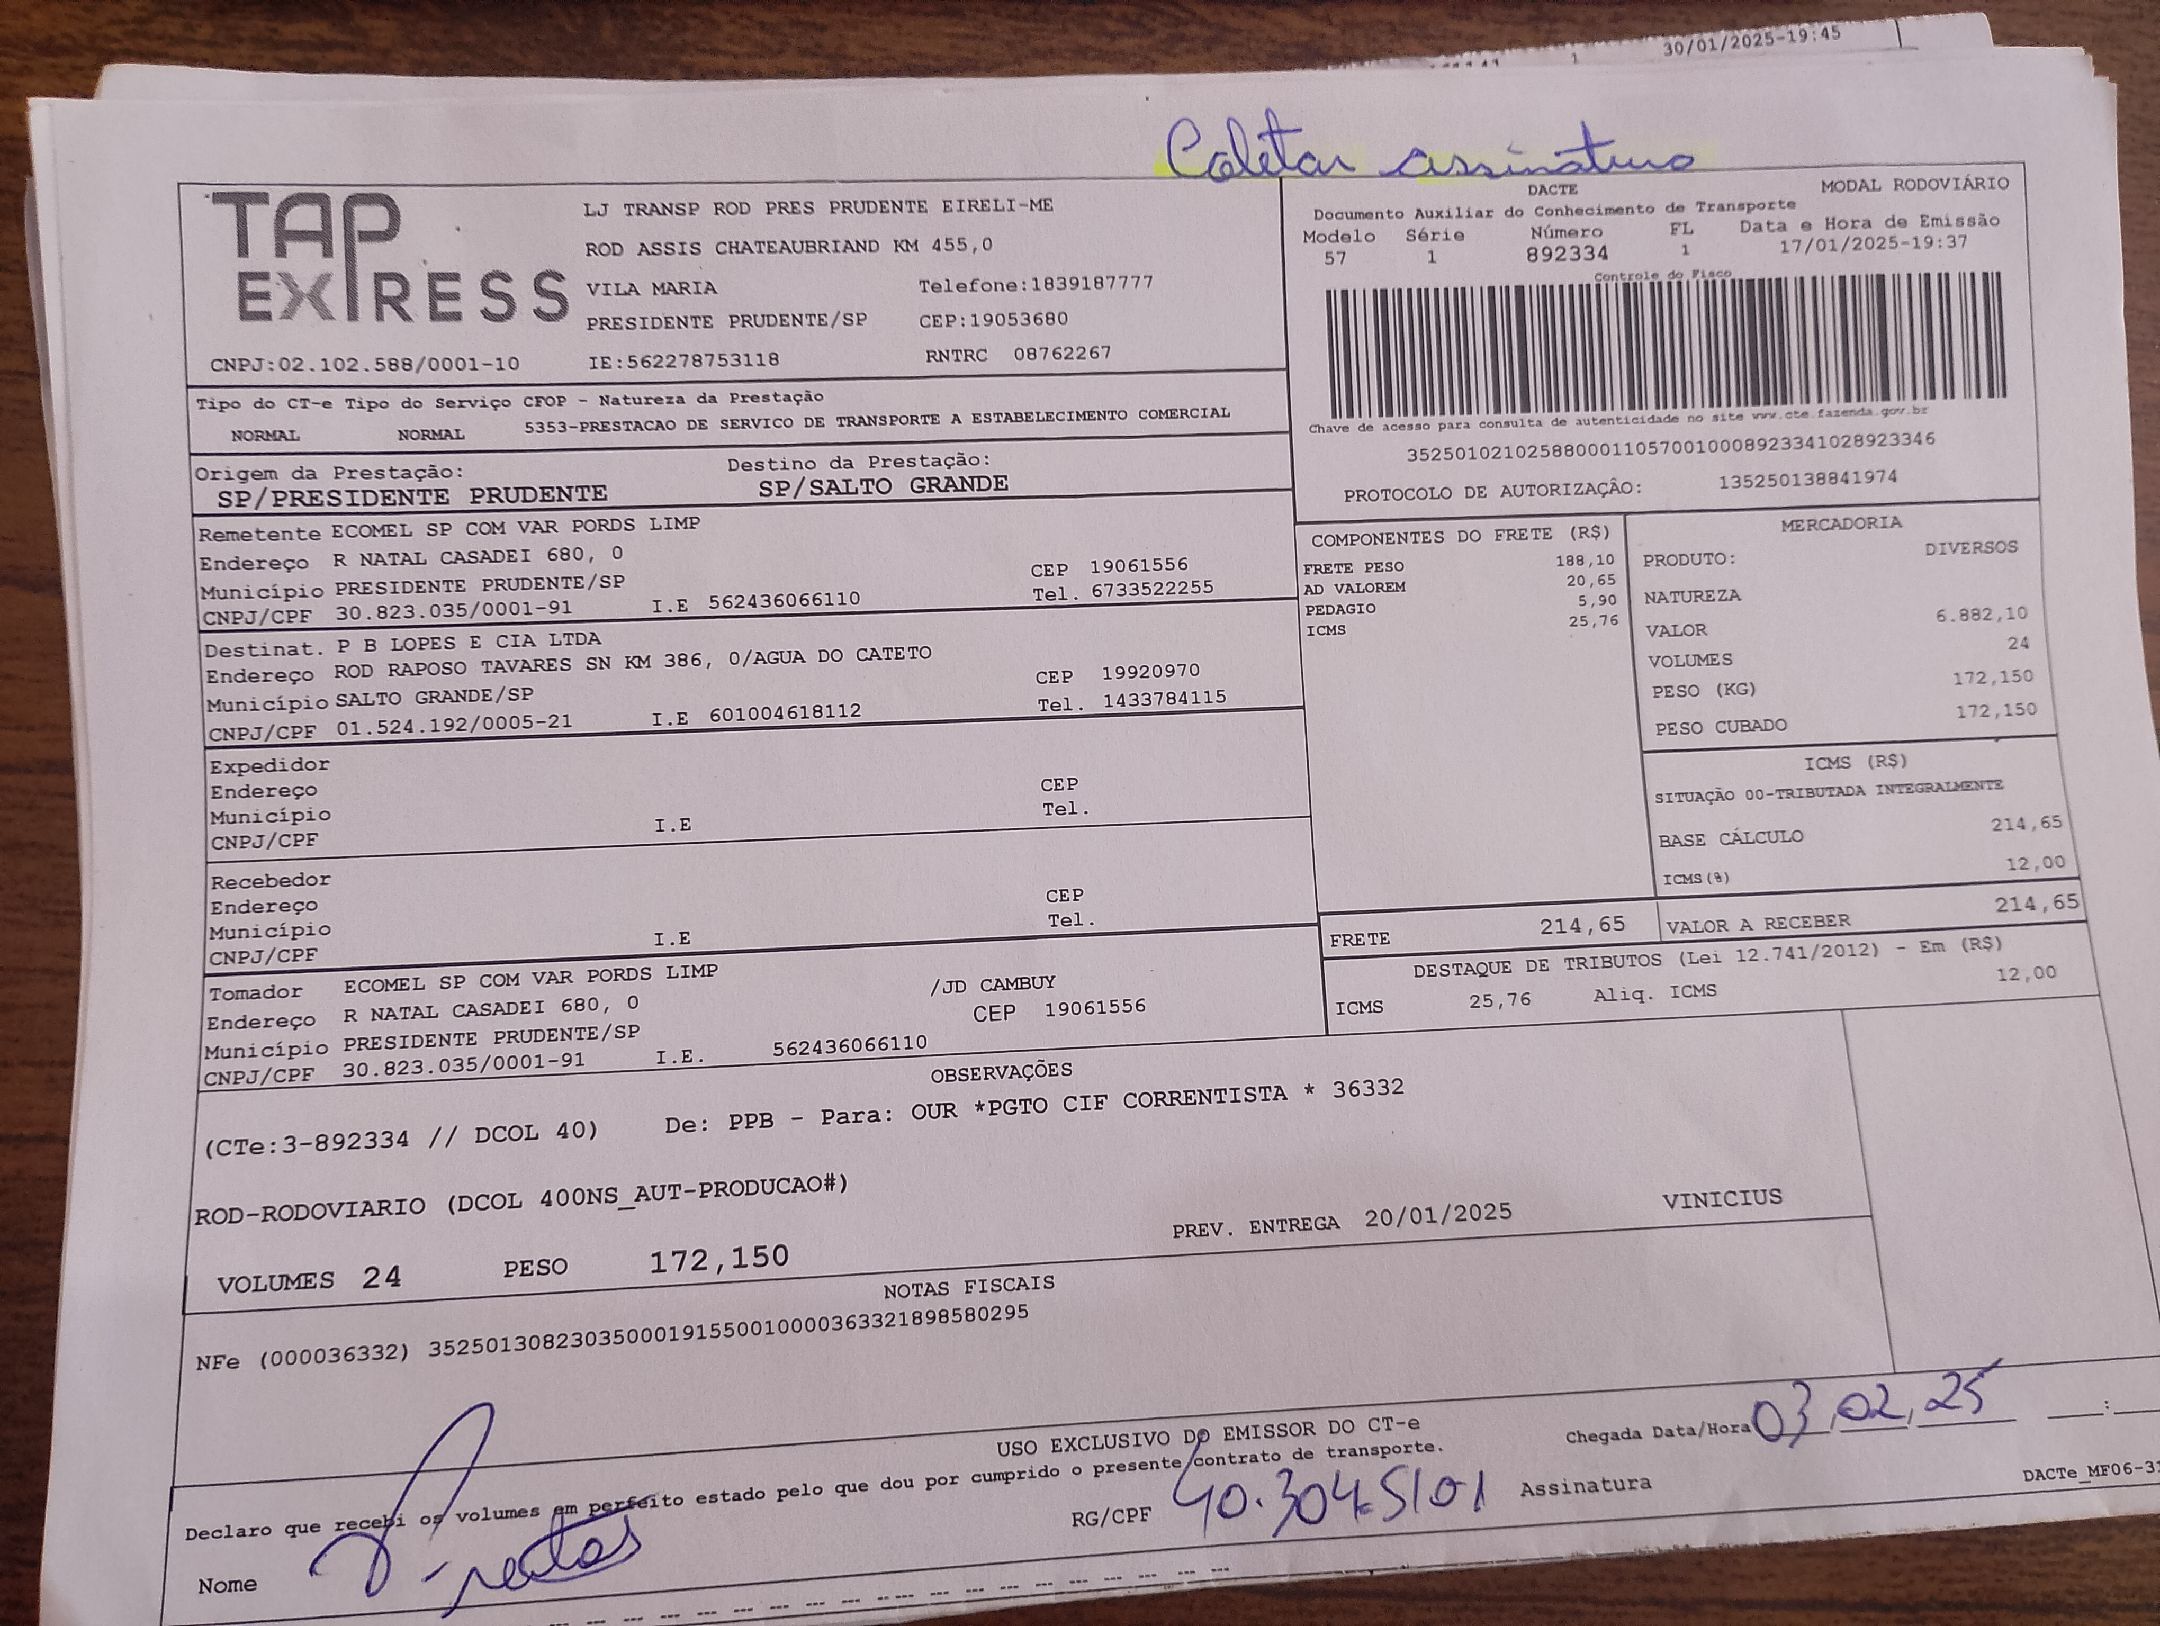 30/01/2025-19:45
1
Coletar assinatura
TAP EXPRESS
LJ TRANSP ROD PRES PRUDENTE EIRELI-ME
ROD ASSIS CHATEAUBRIAND KM 455,0
VILA MARIA Telefone:1839187777
PRESIDENTE PRUDENTE/SP CEP:19053680
CNPJ:02.102.588/0001-10 IE:562278753118 RNTRC 08762267
DACTE MODAL RODOVIÁRIO
Documento Auxiliar do Conhecimento de Transporte
Modelo Série Número FL Data e Hora de Emissão
57 1 892334 1 17/01/2025-19:37
Controle do Fisco
Chave de acesso para consulta de autenticidade no site www.cte.fazenda.gov.br
35250102102588000110570010008923341028923346
PROTOCOLO DE AUTORIZAÇÂO: 135250138841974
Tipo do CT-e Tipo do Serviço CFOP - Natureza da Prestação
NORMAL NORMAL 5353-PRESTACAO DE SERVICO DE TRANSPORTE A ESTABELECIMENTO COMERCIAL
Origem da Prestação: Destino da Prestação:
SP/PRESIDENTE PRUDENTE SP/SALTO GRANDE
Remetente ECOMEL SP COM VAR PORDS LIMP
Endereço R NATAL CASADEI 680, 0 CEP 19061556
Município PRESIDENTE PRUDENTE/SP Tel. 6733522255
CNPJ/CPF 30.823.035/0001-91 I.E 562436066110
Destinat. P B LOPES E CIA LTDA
Endereço ROD RAPOSO TAVARES SN KM 386, 0/AGUA DO CATETO CEP 19920970
Município SALTO GRANDE/SP Tel. 1433784115
CNPJ/CPF 01.524.192/0005-21 I.E 601004618112
Expedidor
Endereço CEP
Município Tel.
CNPJ/CPF I.E
Recebedor
Endereço CEP
Município Tel.
CNPJ/CPF I.E
Tomador ECOMEL SP COM VAR PORDS LIMP /JD CAMBUY
Endereço R NATAL CASADEI 680, 0 CEP 19061556
Município PRESIDENTE PRUDENTE/SP
CNPJ/CPF 30.823.035/0001-91 I.E. 562436066110
COMPONENTES DO FRETE (R$)
FRETE PESO 188,10
AD VALOREM 20,65
PEDAGIO 5,90
ICMS 25,76
MERCADORIA
PRODUTO: DIVERSOS
NATUREZA
VALOR 6.882,10
VOLUMES 24
PESO (KG) 172,150
PESO CUBADO 172,150
ICMS (R$)
SITUAÇÃO 00-TRIBUTADA INTEGRALMENTE
BASE CÁLCULO 214,65
ICMS(%) 12,00
FRETE 214,65 VALOR A RECEBER 214,65
DESTAQUE DE TRIBUTOS (Lei 12.741/2012) - Em (R$)
ICMS 25,76 Aliq. ICMS 12,00
OBSERVAÇÕES
(CTe:3-892334 // DCOL 40) De: PPB - Para: OUR *PGTO CIF CORRENTISTA * 36332
ROD-RODOVIARIO (DCOL 400NS_AUT-PRODUCAO#)
PREV. ENTREGA 20/01/2025 VINICIUS
VOLUMES 24 PESO 172,150
NOTAS FISCAIS
NFe (000036332) 35250130823035000191550010000363321898580295
USO EXCLUSIVO DO EMISSOR DO CT-e
Chegada Data/Hora 03,02,25 :
Declaro que recebi os volumes em perfeito estado pelo que dou por cumprido o presente contrato de transporte.
Nome RG/CPF 40.304.5101 Assinatura
DACTe_MF06-31